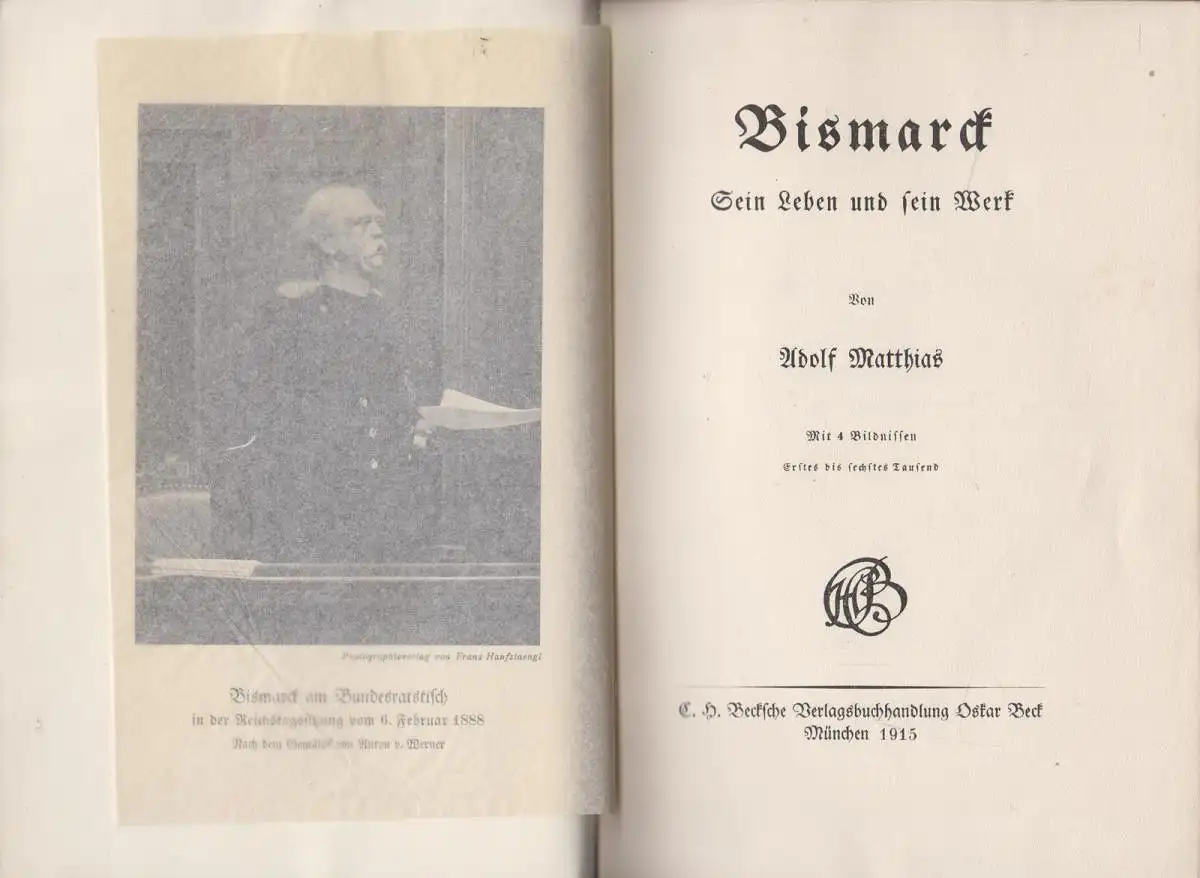 Photographieverlag von Franz Hanfstaengl
Bismarck am Bundesratstisch
in der Reichstagssitzung vom 6. Februar 1888
Nach dem Gemälde von Anton v. Werner
Bismarck
Sein Leben und sein Werk
Von
Adolf Matthias
Mit 4 Bildnissen
Erstes bis sechstes Tausend
CHB
C. H. Becksche Verlagsbuchhandlung Oskar Beck
München 1915